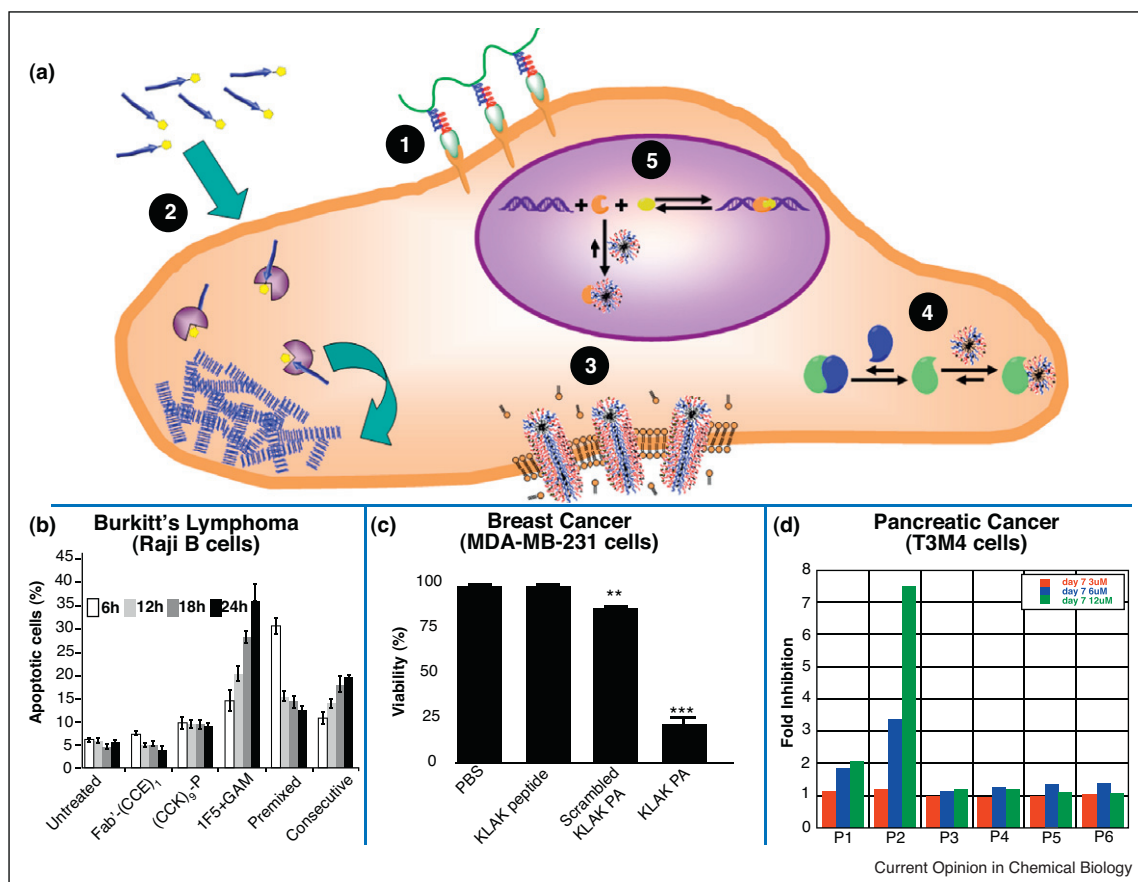 (a)
1
2
5
+ +
4
3
(b) Burkitt's Lymphoma
(Raji B cells)
Apoptotic cells (%)
45
40
35
30
25
20
15
10
5
0
6h 12h 18h 24h
Untreated
Fab'-(CCE)1
(CCK)9-P
1F5+GAM
Premixed
Consecutive
(c) Breast Cancer
(MDA-MB-231 cells)
Viability (%)
100
75
50
25
0
**
***
PBS
KLAK peptide
Scrambled
KLAK PA
KLAK PA
(d) Pancreatic Cancer
(T3M4 cells)
Fold Inhibition
8
7
6
5
4
3
2
1
0
day 7 3uM
day 7 6uM
day 7 12uM
P1 P2 P3 P4 P5 P6
Current Opinion in Chemical Biology